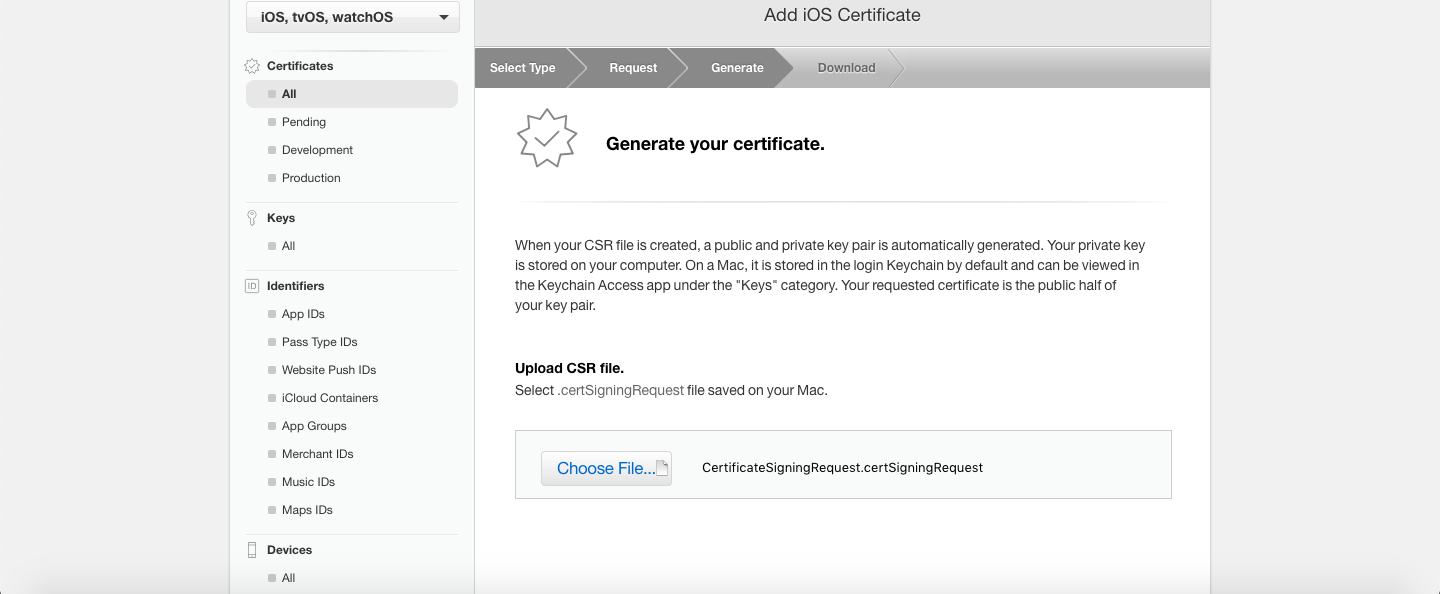 iOS, tvOS, watchOS
Certificates
All
Pending
Development
Production
Keys
All
ID Identifiers
App IDs
Pass Type IDs
Website Push IDs
iCloud Containers
App Groups
Merchant IDs
Music IDs
Maps IDs
Devices
All
Add iOS Certificate
Select Type Request Generate Download
Generate your certificate.
When your CSR file is created, a public and private key pair is automatically generated. Your private key
is stored on your computer. On a Mac, it is stored in the login Keychain by default and can be viewed in
the Keychain Access app under the "Keys" category. Your requested certificate is the public half of
your key pair.
Upload CSR file.
Select .certSigningRequest file saved on your Mac.
Choose File... CertificateSigningRequest.certSigningRequest